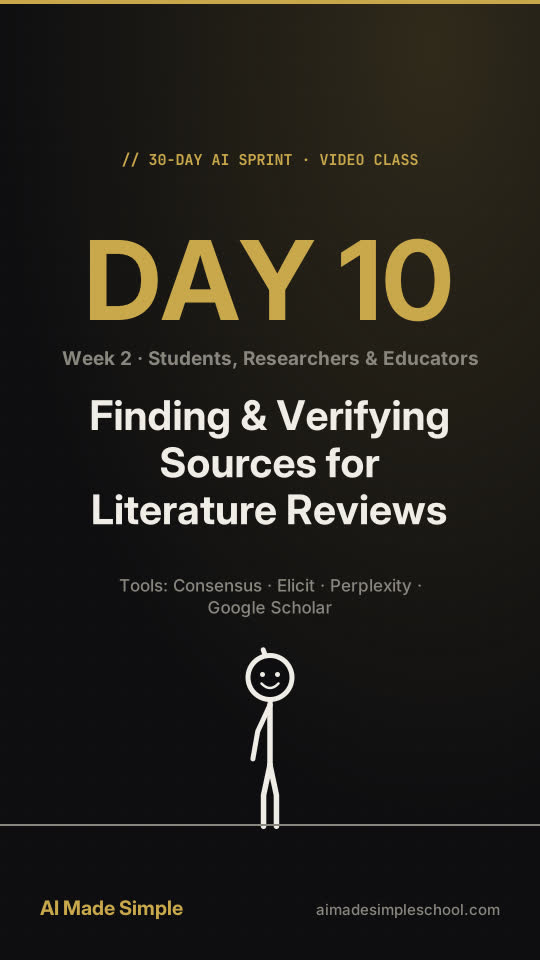 // 30-DAY AI SPRINT · VIDEO CLASS
DAY 10
Week 2 · Students, Researchers & Educators
Finding & Verifying
Sources for
Literature Reviews
Tools: Consensus · Elicit · Perplexity ·
Google Scholar
AI Made Simple
aimadesimpleschool.com